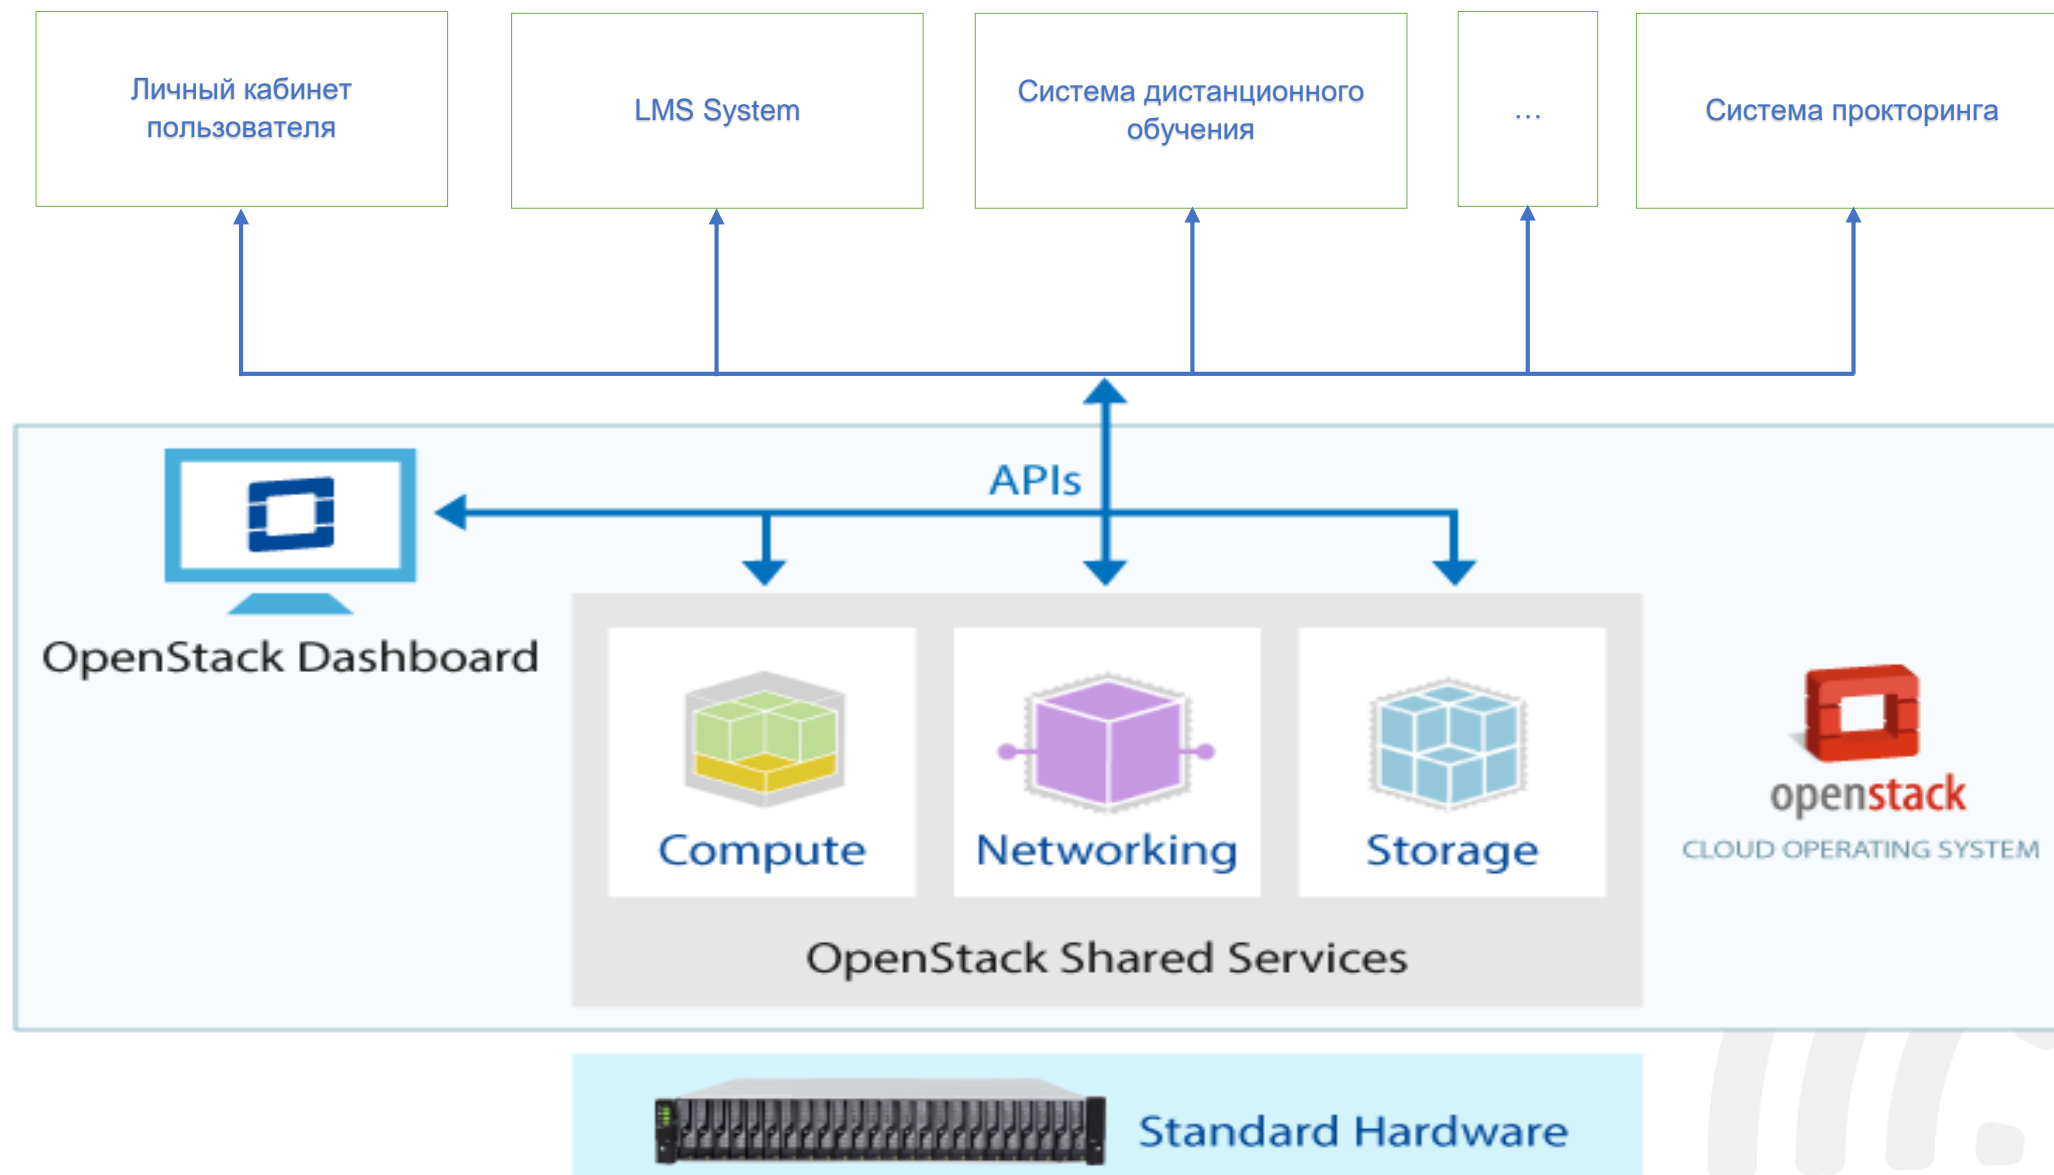 Личный кабинет
пользователя
LMS System
Система дистанционного
обучения
...
Система прокторинга
APIs
OpenStack Dashboard
Compute
Networking
Storage
openstack
CLOUD OPERATING SYSTEM
OpenStack Shared Services
Standard Hardware